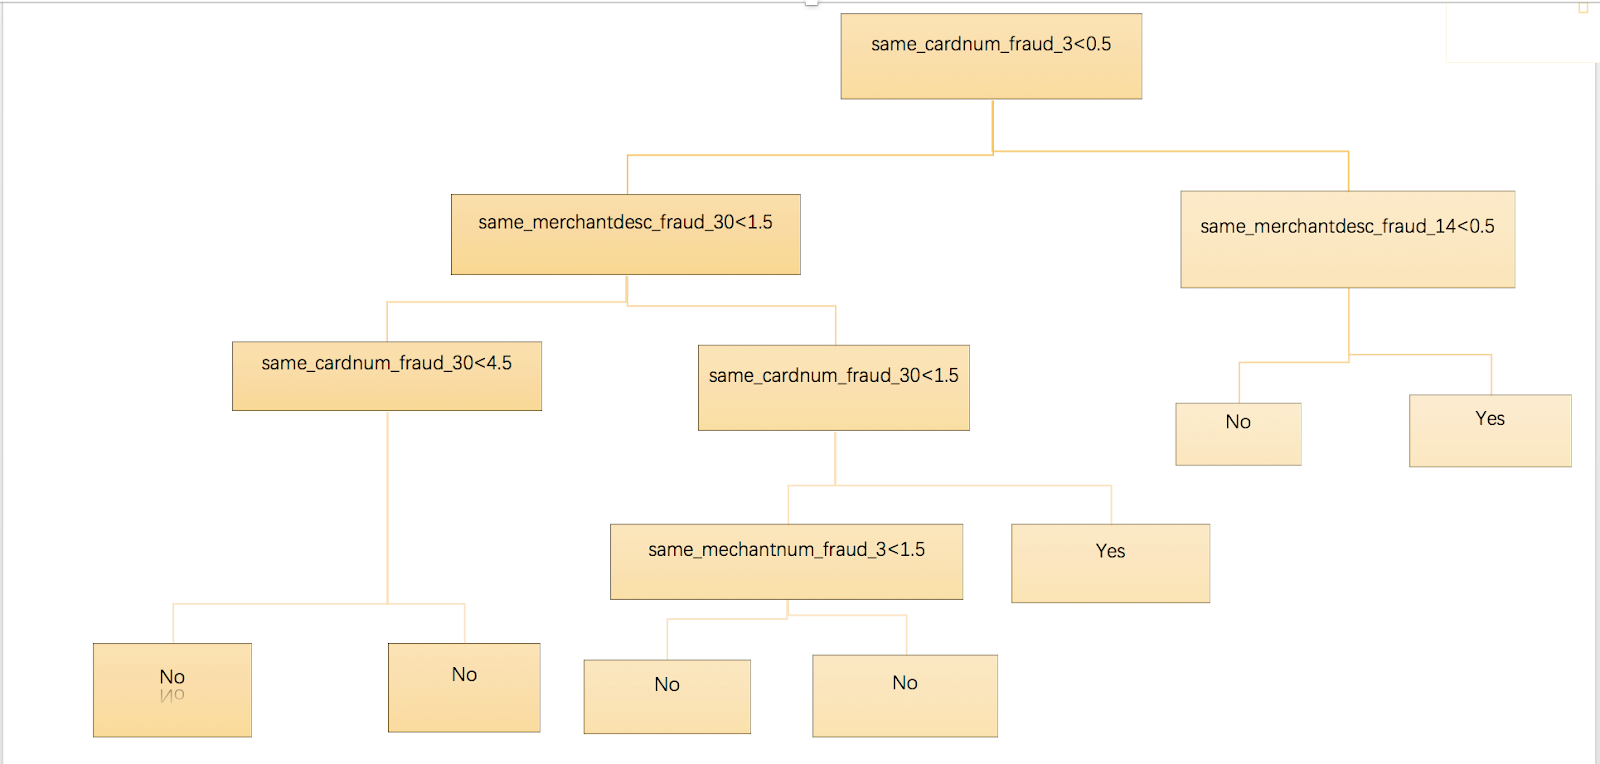 same_cardnum_fraud_3<0.5
same_merchantdesc_fraud_30<1.5
same_merchantdesc_fraud_14<0.5
same_cardnum_fraud_30<4.5
same_cardnum_fraud_30<1.5
No
Yes
same_mechantnum_fraud_3<1.5
Yes
No
No
No
No